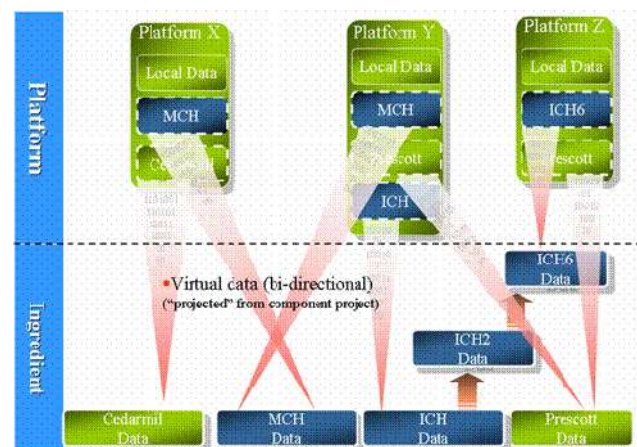 Platform
Platform X
Local Data
MCH
Platform Y
Local Data
MCH
Prescott
ICH
Platform Z
Local Data
ICH6
Prescott
Ingredient
•Virtual data (bi-directional)
("projected" from component project)
ICH6
Data
ICH2
Data
Cedarmil
Data
MCH
Data
ICH
Data
Prescott
Data